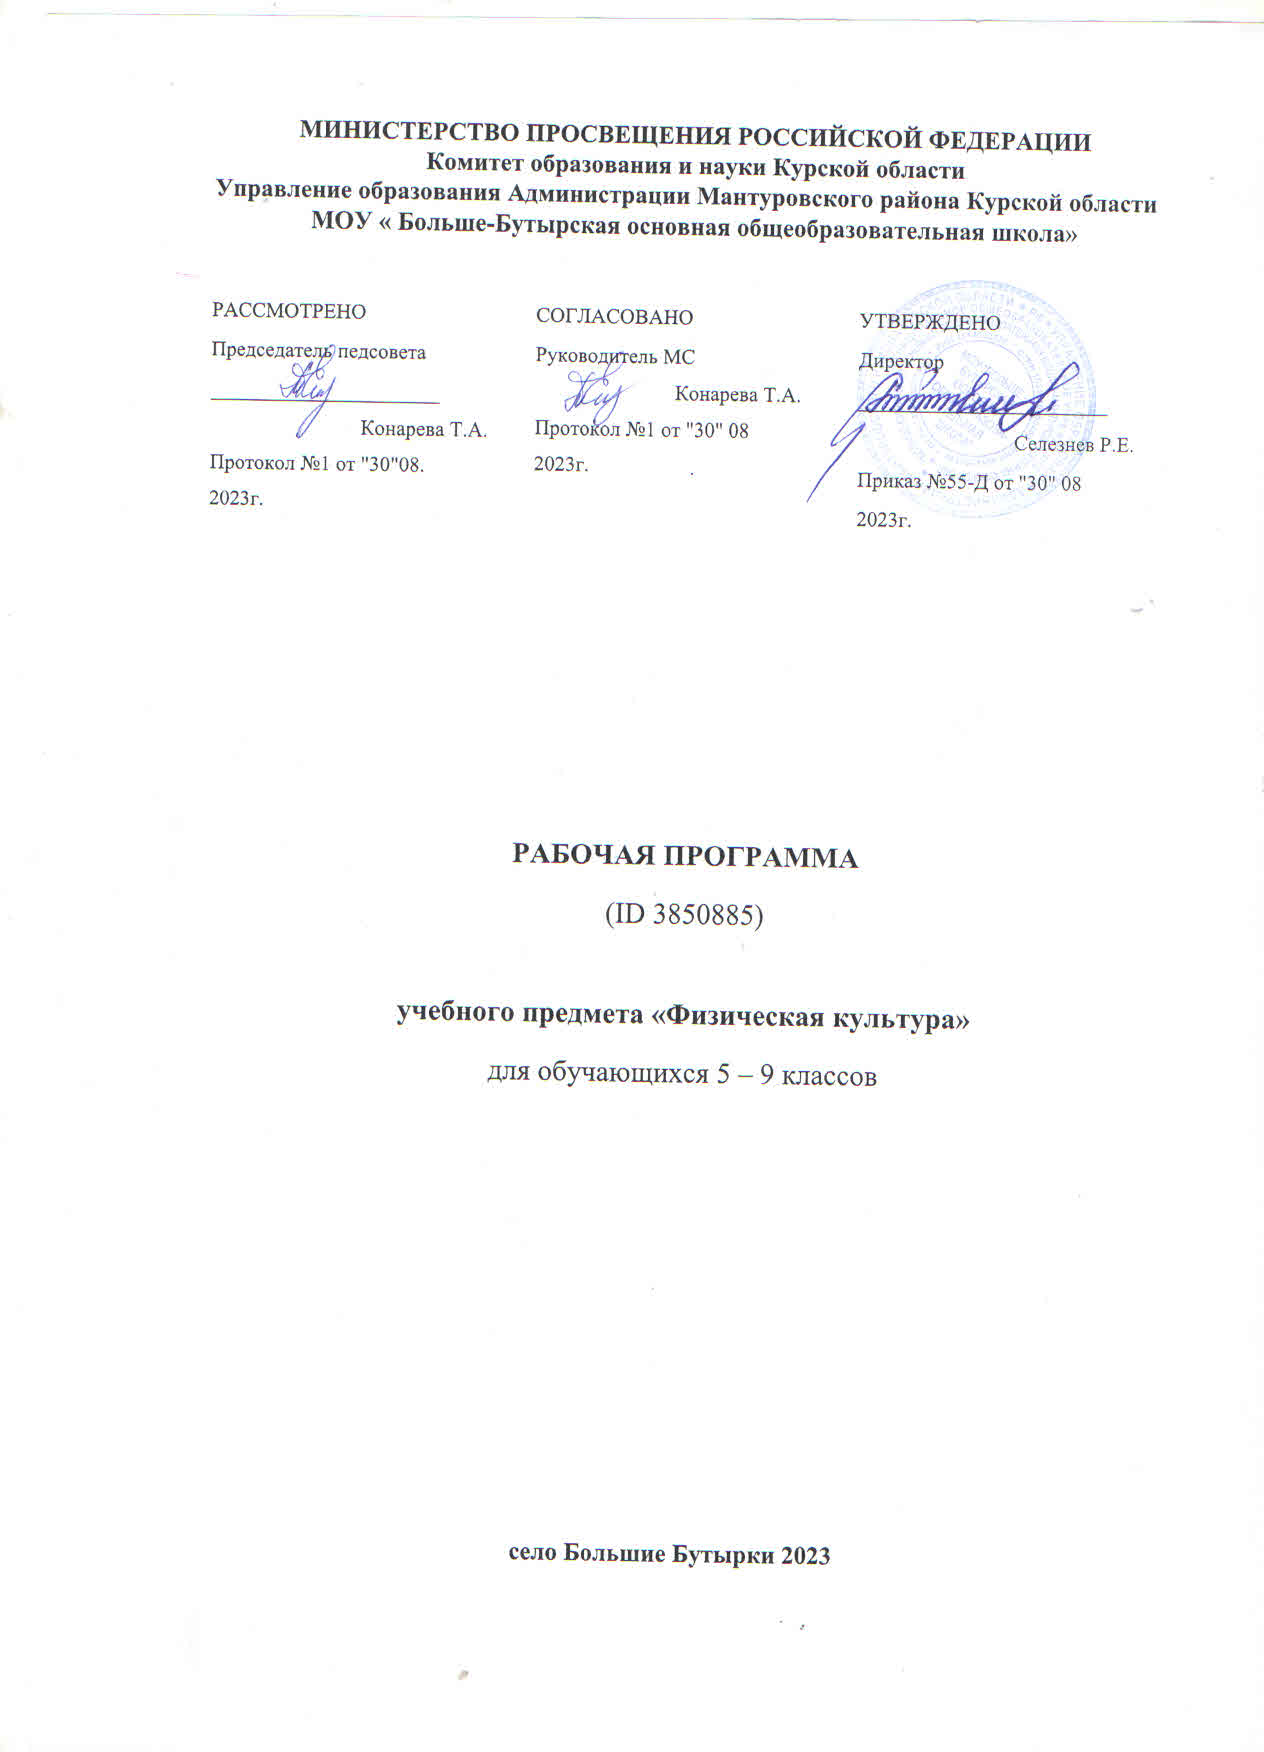 МИНИСТЕРСТВО ПРОСВЕЩЕНИЯ РОССИЙСКОЙ ФЕДЕРАЦИИ
Комитет образования и науки Курской области
Управление образования Администрации Мантуровского района Курской области
МОУ « Больше-Бутырская основная общеобразовательная школа»
РАССМОТРЕНО
Председатель педсовета
Конарева Т.А.
Протокол №1 от "30"08.
2023г.
СОГЛАСОВАНО
Руководитель МС
Конарева Т.А.
Протокол №1 от "30" 08
2023г.
УТВЕРЖДЕНО
Директор
Селезнев Р.Е.
Приказ №55-Д от "30" 08
2023г.
РАБОЧАЯ ПРОГРАММА
(ID 3850885)
учебного предмета «Физическая культура»
для обучающихся 5 – 9 классов
село Большие Бутырки 2023